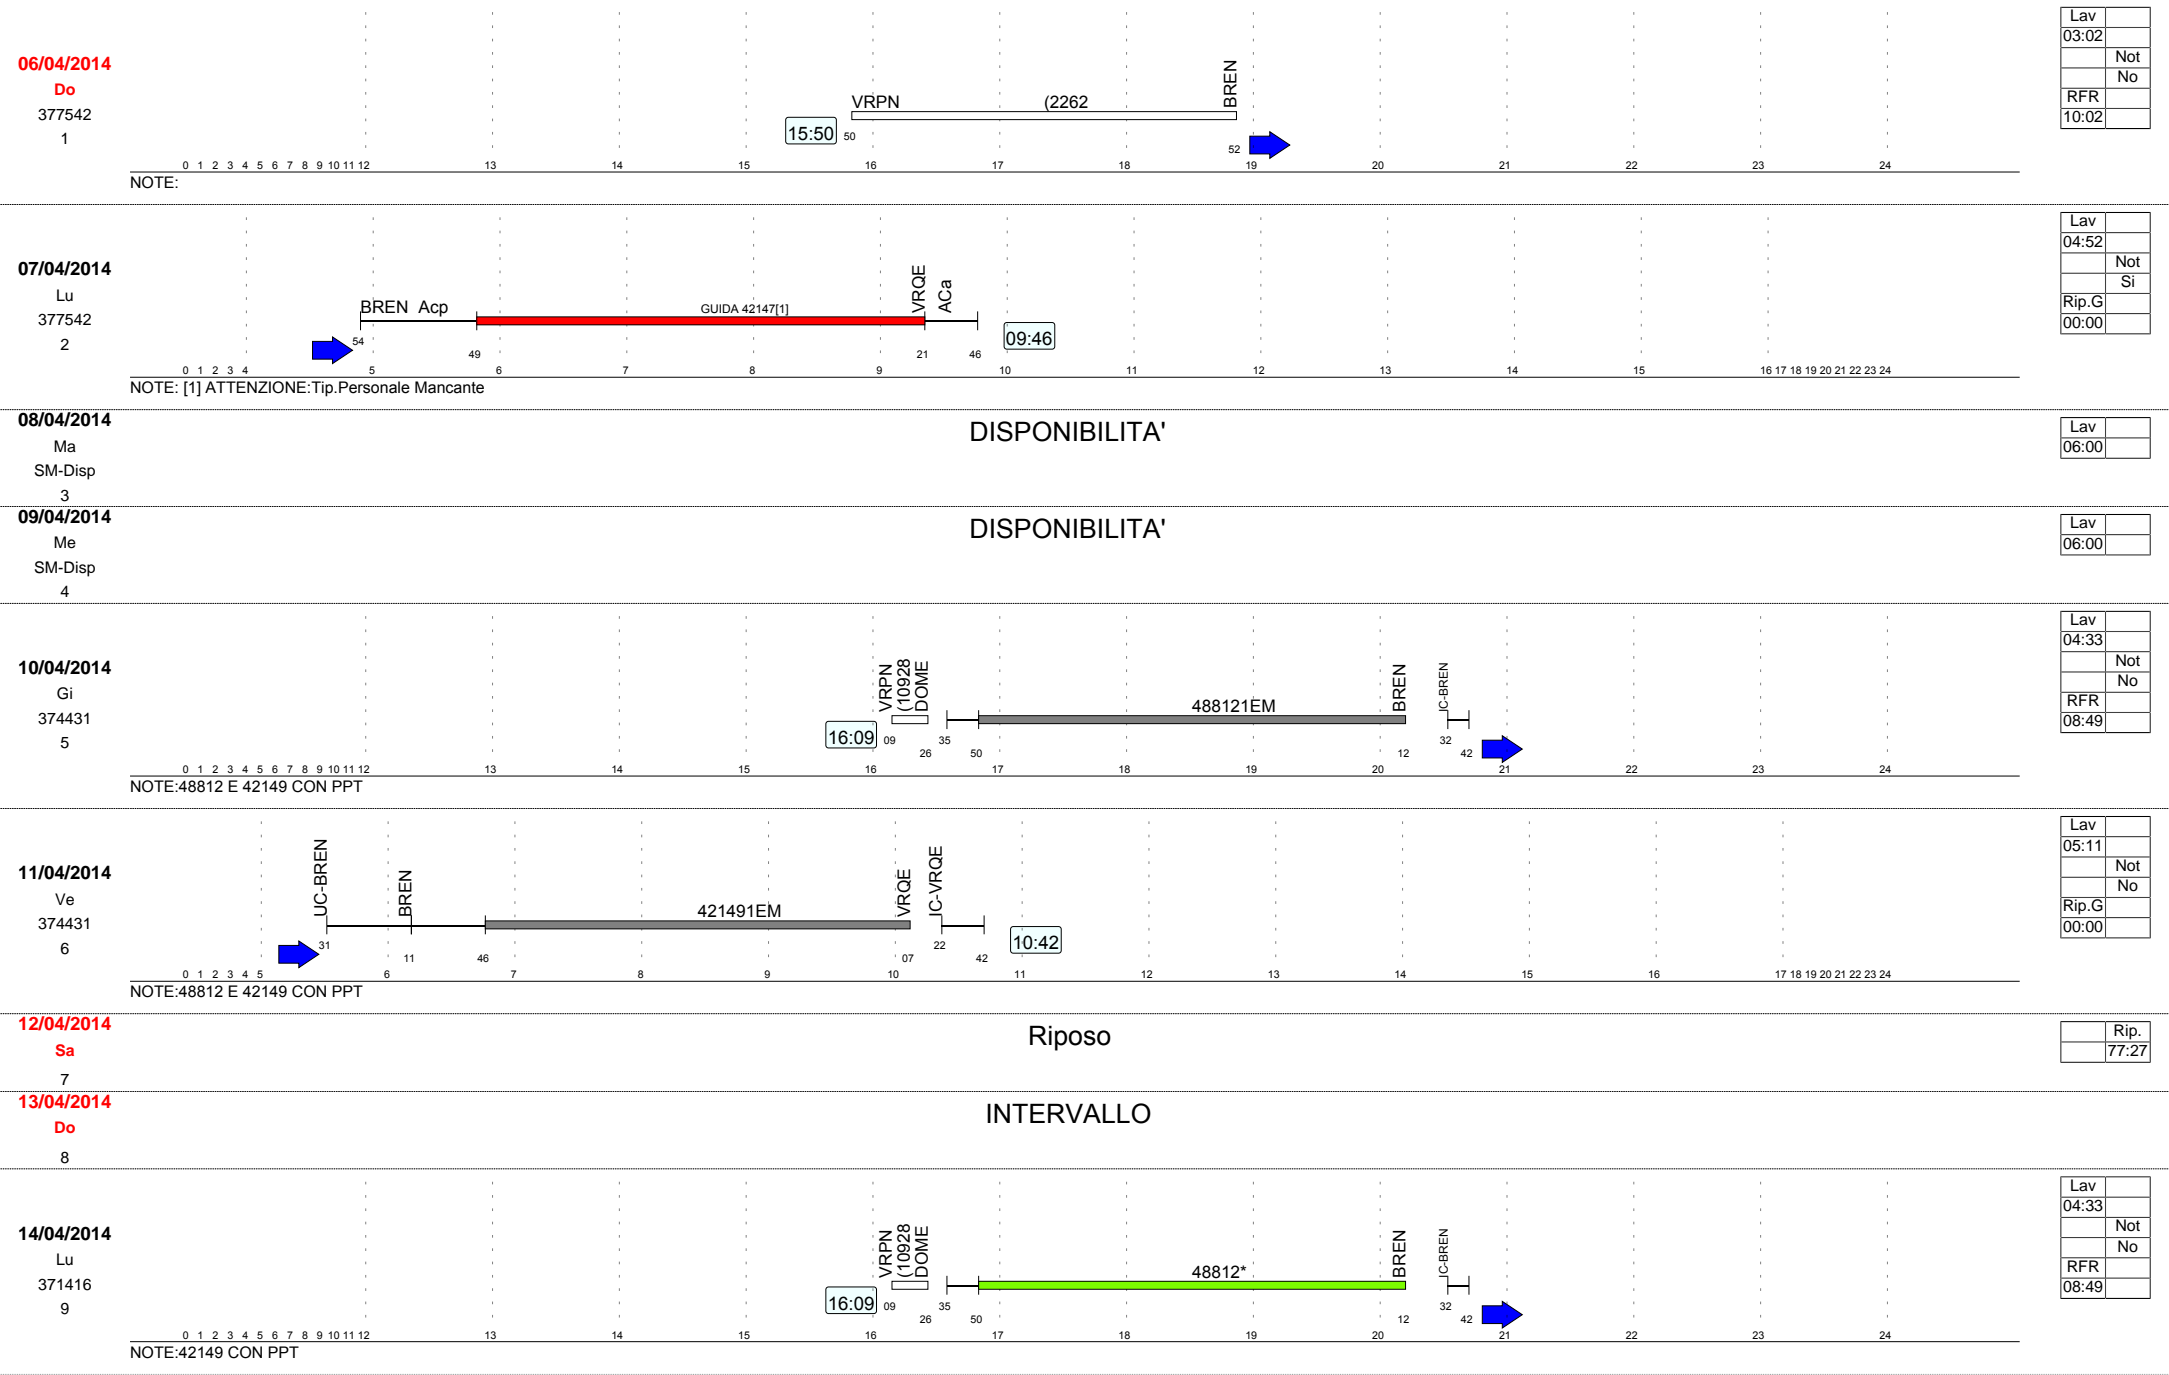 06/04/2014
Do
377542
1
VRPN (2262 BREN
15:50 50 52
0 1 2 3 4 5 6 7 8 9 10 11 12 13 14 15 16 17 18 19 20 21 22 23 24
NOTE:
Lav
03:02
Not
No
RFR
10:02
07/04/2014
Lu
377542
2
BREN Acp GUIDA 42147[1] VRQE ACa
54 49 21 46 09:46
0 1 2 3 4 5 6 7 8 9 10 11 12 13 14 15 16 17 18 19 20 21 22 23 24
NOTE: [1] ATTENZIONE:Tip.Personale Mancante
Lav
04:52
Not
Si
Rip.G
00:00
08/04/2014
Ma
SM-Disp
3
DISPONIBILITA'
Lav
06:00
09/04/2014
Me
SM-Disp
4
DISPONIBILITA'
Lav
06:00
10/04/2014
Gi
374431
5
VRPN (10928 DOME 488121EM BREN IC-BREN
16:09 09 26 35 50 12 32 42
0 1 2 3 4 5 6 7 8 9 10 11 12 13 14 15 16 17 18 19 20 21 22 23 24
NOTE:48812 E 42149 CON PPT
Lav
04:33
Not
No
RFR
08:49
11/04/2014
Ve
374431
6
UC-BREN BREN 421491EM VRQE IC-VRQE
31 11 46 07 22 42 10:42
0 1 2 3 4 5 6 7 8 9 10 11 12 13 14 15 16 17 18 19 20 21 22 23 24
NOTE:48812 E 42149 CON PPT
Lav
05:11
Not
No
Rip.G
00:00
12/04/2014
Sa
7
Riposo
Rip.
77:27
13/04/2014
Do
8
INTERVALLO
14/04/2014
Lu
371416
9
VRPN (10928 DOME 48812* BREN IC-BREN
16:09 09 26 35 50 12 32 42
0 1 2 3 4 5 6 7 8 9 10 11 12 13 14 15 16 17 18 19 20 21 22 23 24
NOTE:42149 CON PPT
Lav
04:33
Not
No
RFR
08:49